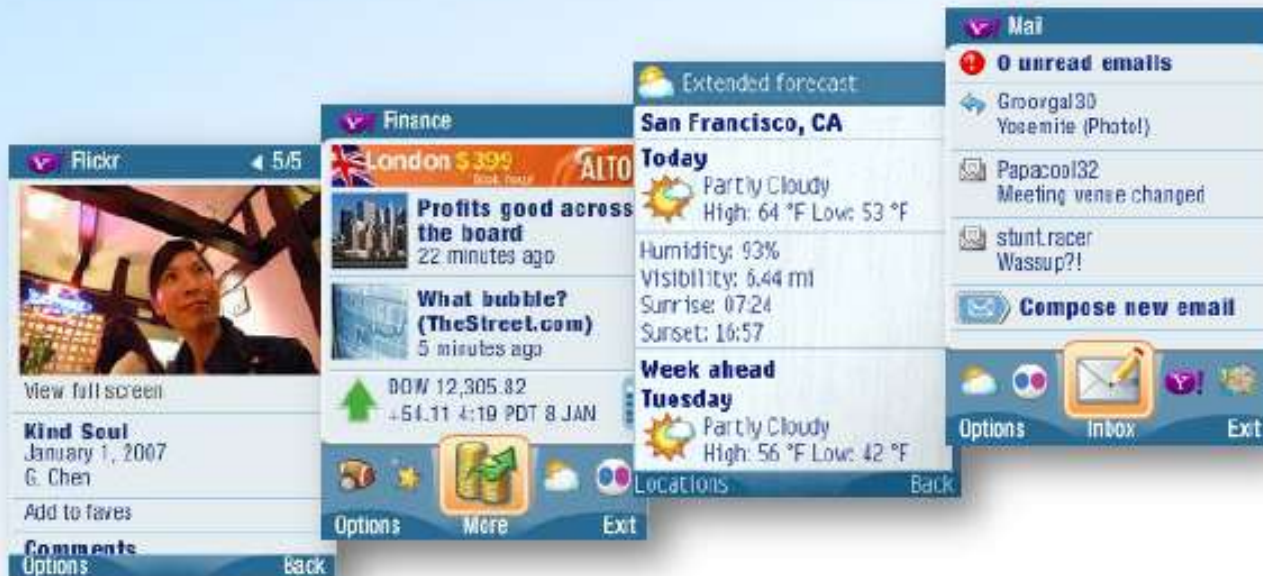 Flickr
5/5
View full screen
Kind Soul
January 1, 2007
G. Chen
Add to faves
Comments
Options Back
Finance
London $399
ALTO
Profits good across
the board
22 minutes ago
What bubble?
(TheStreet.com)
5 minutes ago
DOW 12,305.82
4:19 PDT 8 JAN
Options More Exit
Extended forecast
San Francisco, CA
Today
Partly Cloudy
High: 64 °F Low: 53 °F
Humidity: 93%
Visibility: 6.44 mi
Sunrise: 07:24
Sunset: 16:57
Week ahead
Tuesday
Partly Cloudy
High: 56 °F Low: 42 °F
Locations Back
Mail
0 unread emails
Groovgal30
Yosemite (Photo!)
Papacool32
Meeting venue changed
stunt.racer
Wassup?!
Compose new email
Y!
Options Inbox Exit